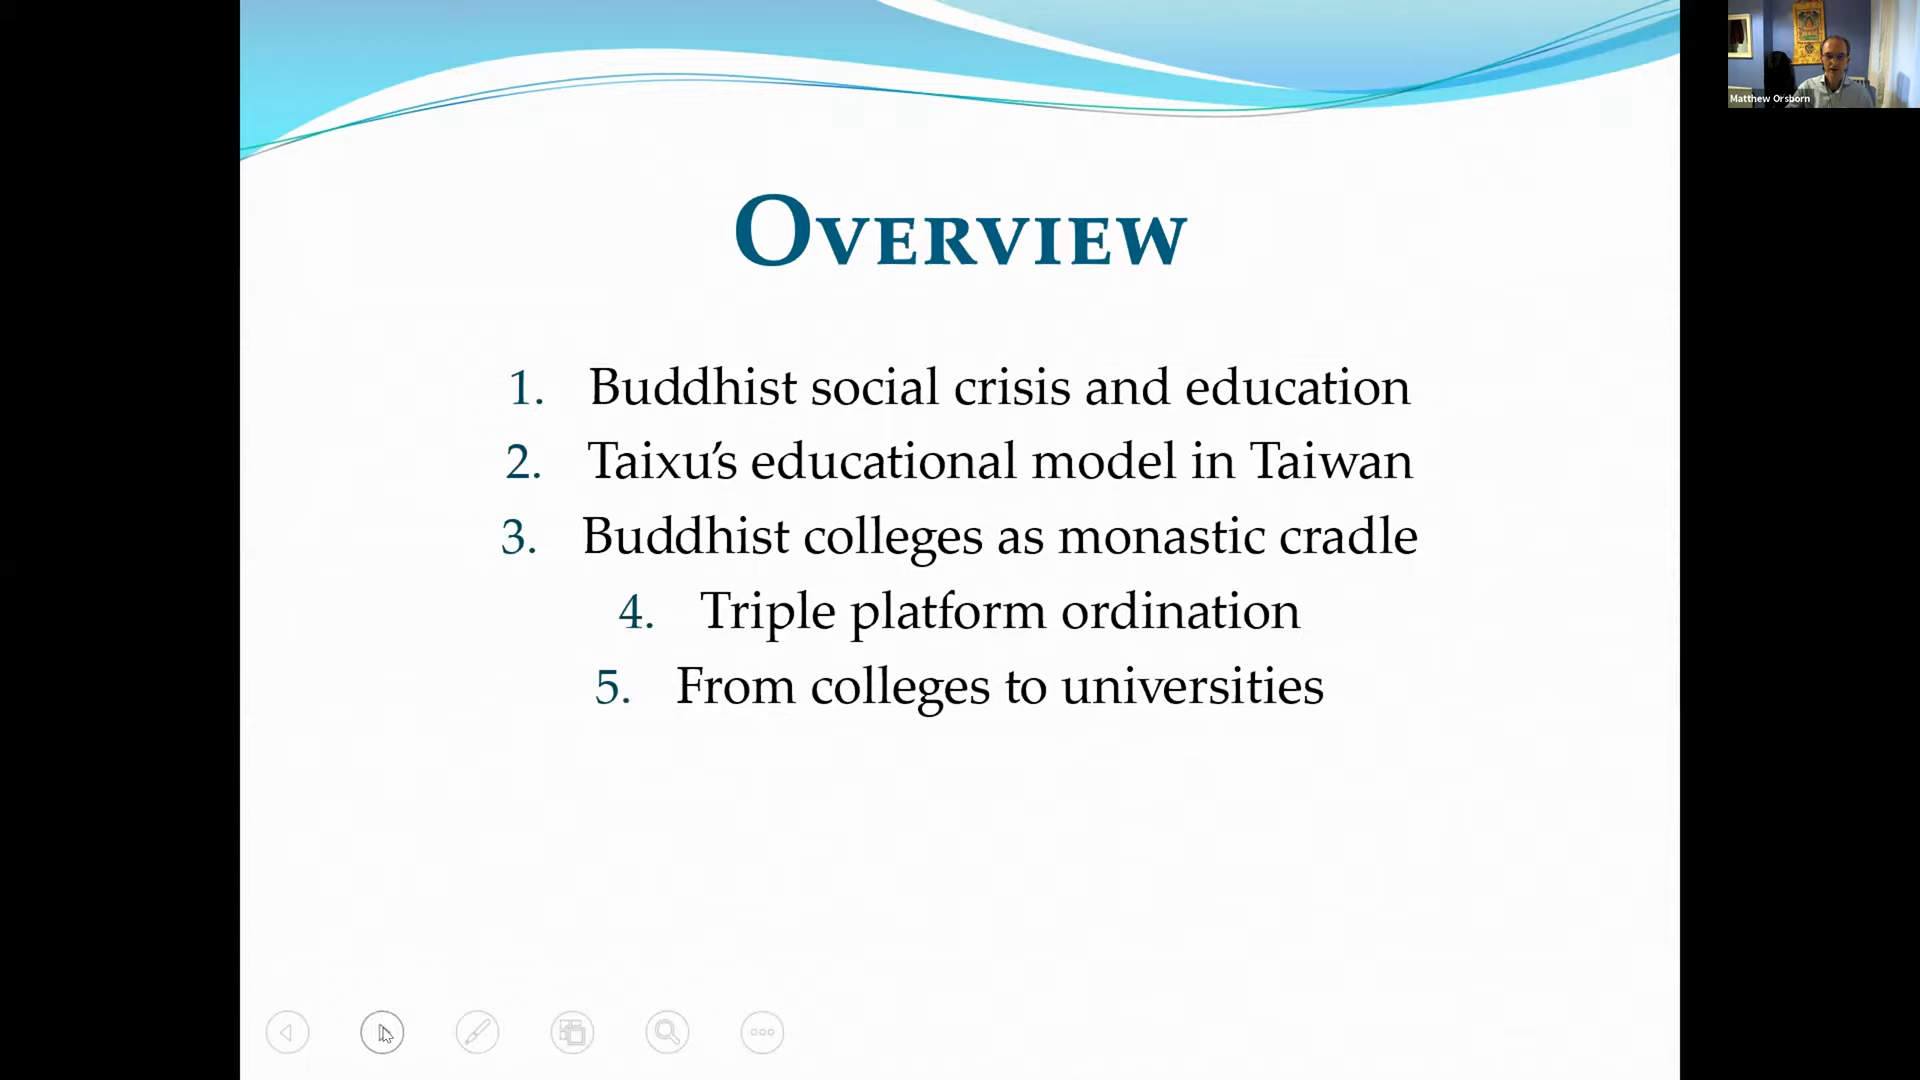 Matthew Orsborn
Overview
1. Buddhist social crisis and education
2. Taixu's educational model in Taiwan
3. Buddhist colleges as monastic cradle
4. Triple platform ordination
5. From colleges to universities